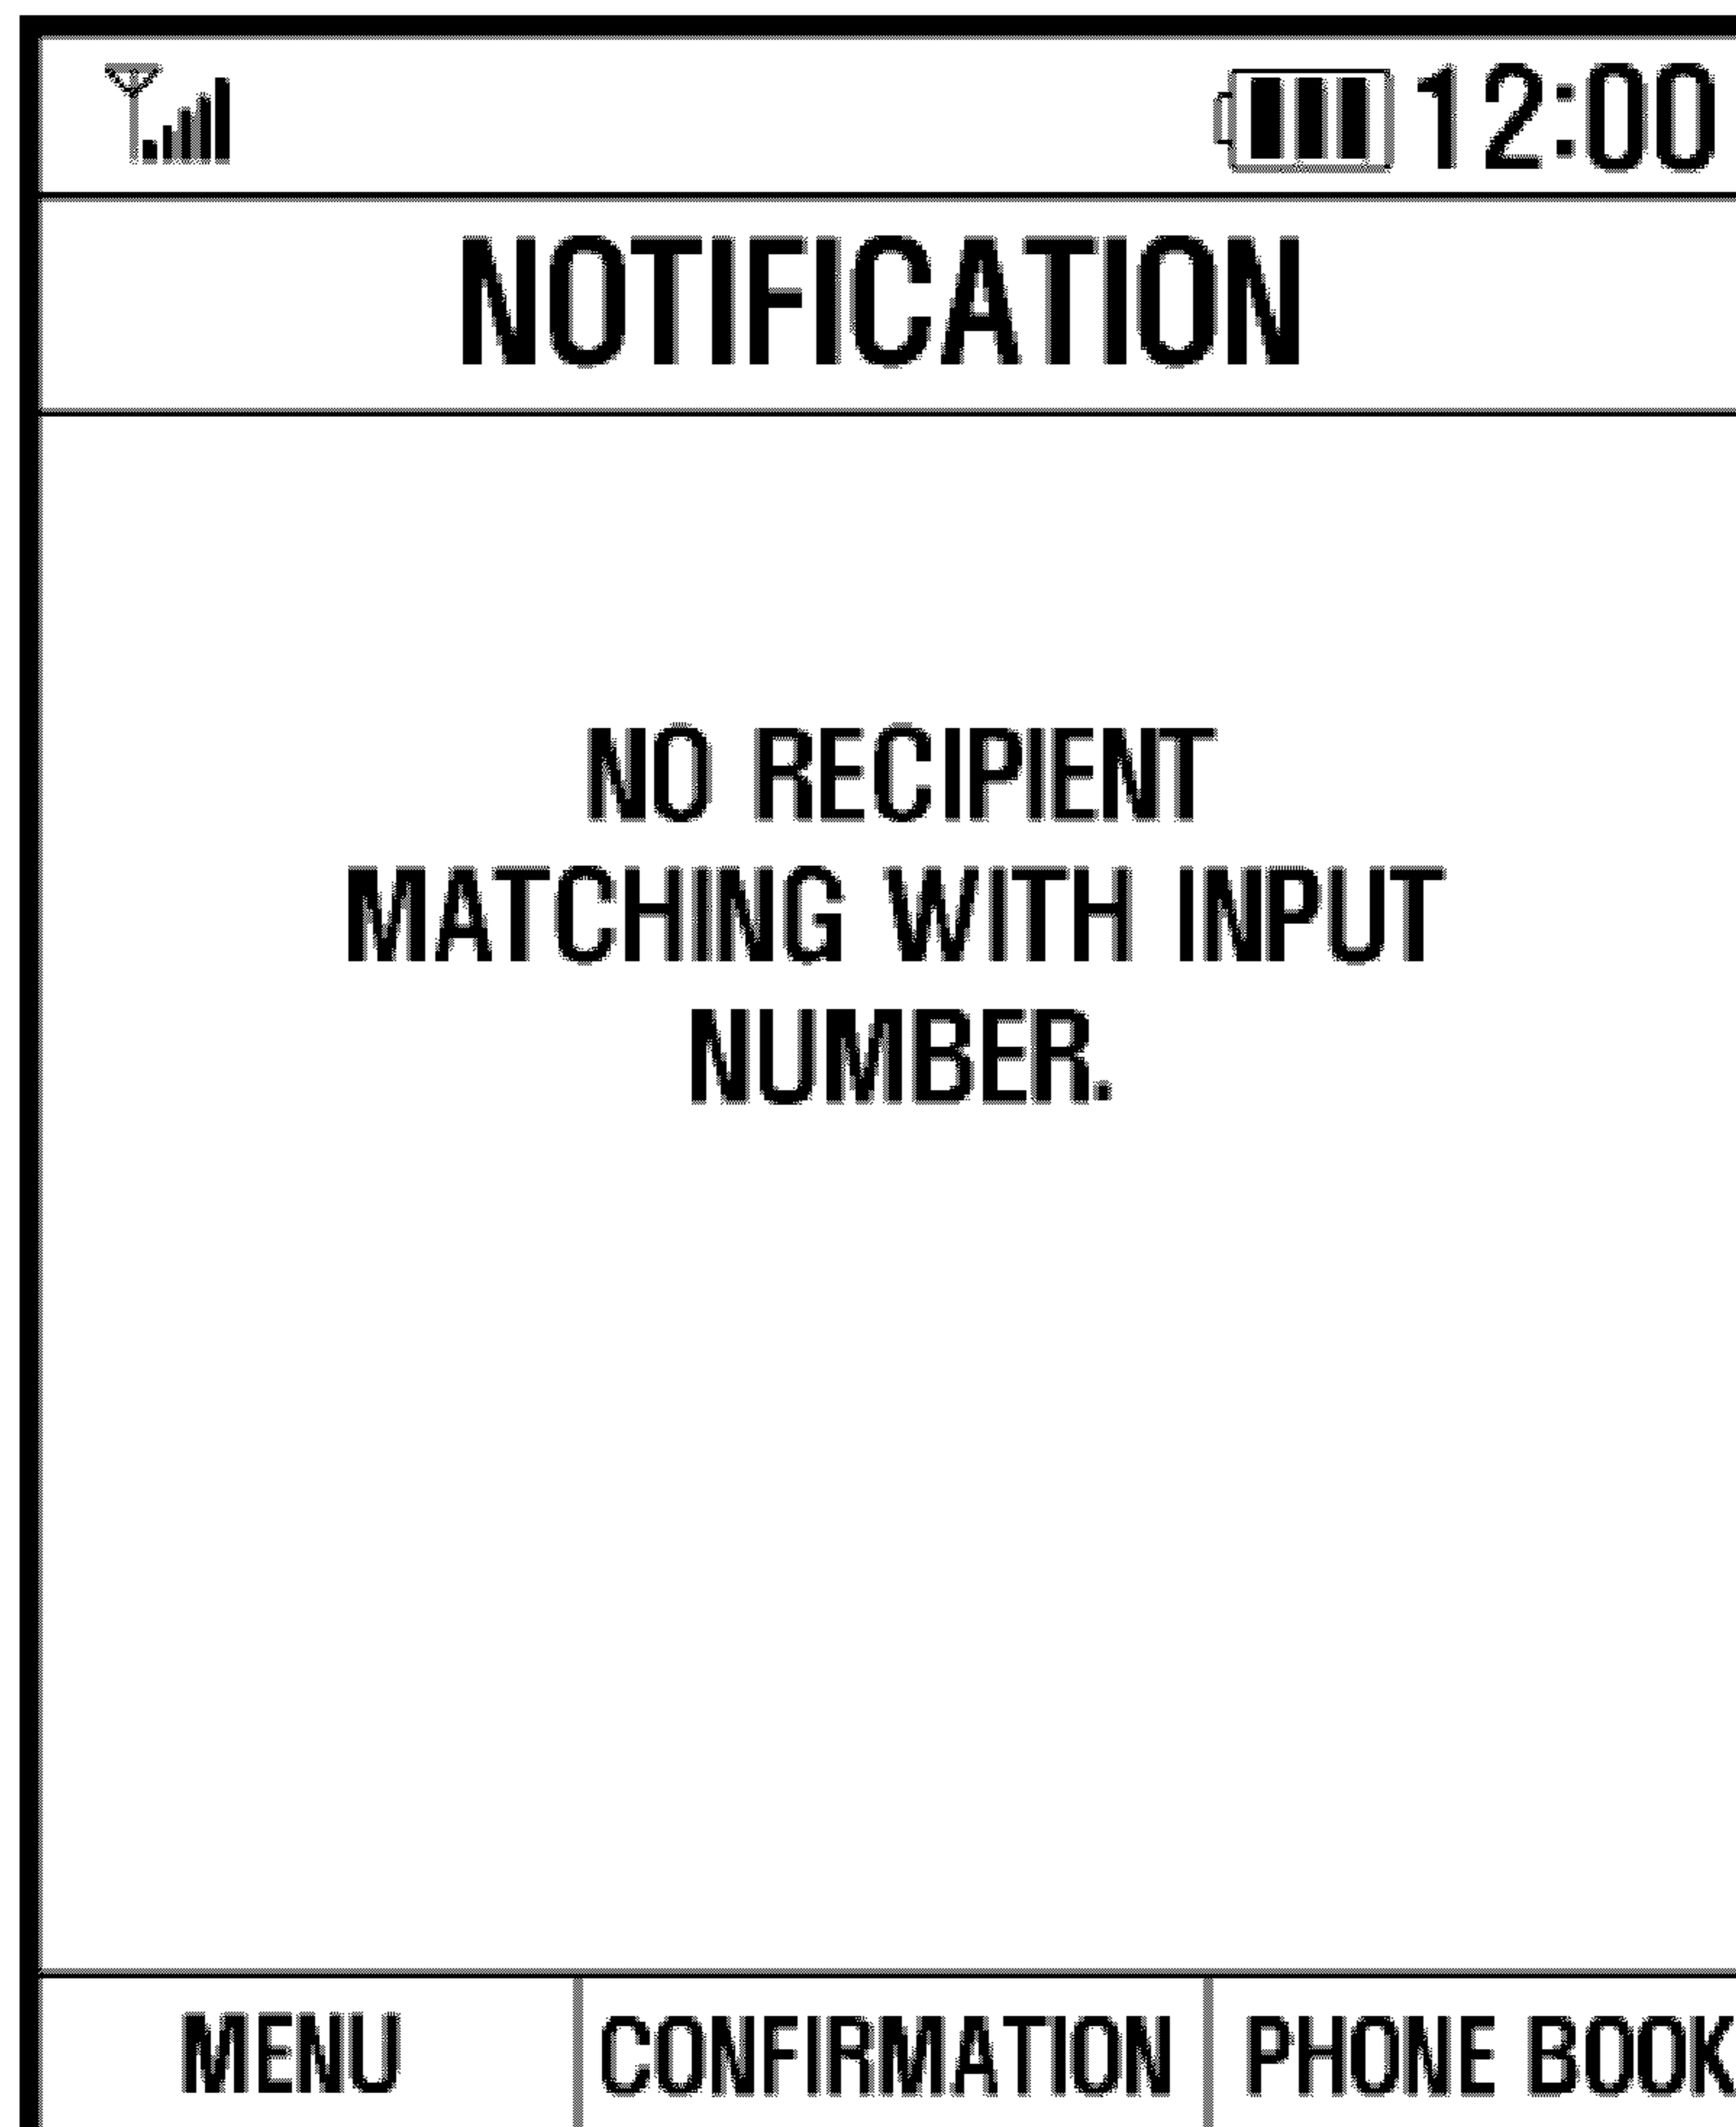 12:00
NOTIFICATION
NO RECIPIENT
MATCHING WITH INPUT
NUMBER.
MENU CONFIRMATION PHONE BOOK